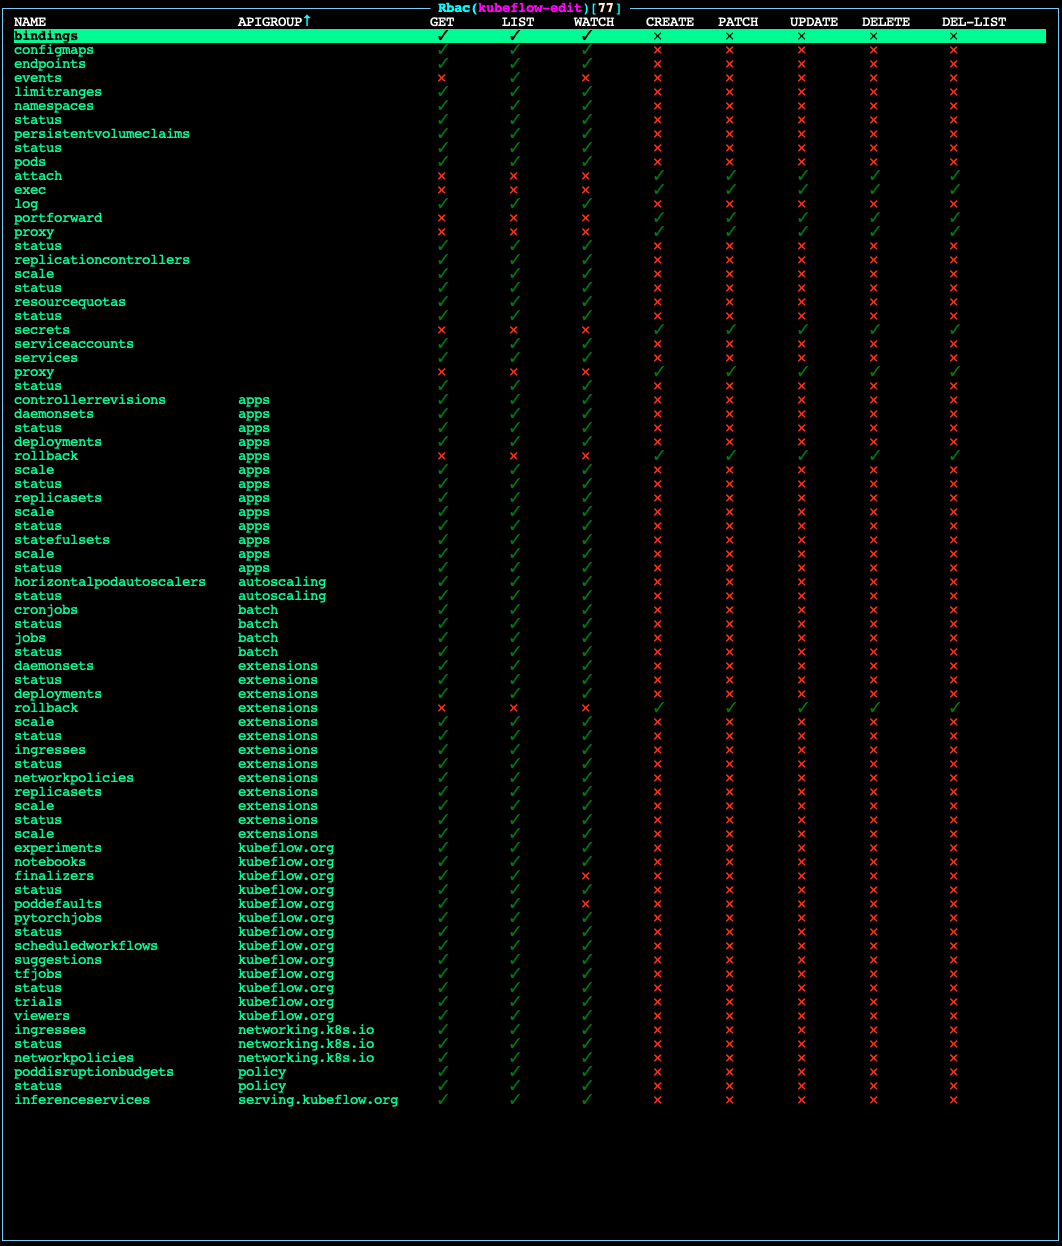 Rbac(kubeflow-edit)[77]
NAME APIGROUP↑ GET LIST WATCH CREATE PATCH UPDATE DELETE DEL-LIST
bindings ✓ ✓ ✓ × × × × ×
configmaps ✓ ✓ ✓ × × × × ×
endpoints ✓ ✓ ✓ × × × × ×
events × ✓ × × × × × ×
limitranges ✓ ✓ ✓ × × × × ×
namespaces ✓ ✓ ✓ × × × × ×
status ✓ ✓ ✓ × × × × ×
persistentvolumeclaims ✓ ✓ ✓ × × × × ×
status ✓ ✓ ✓ × × × × ×
pods ✓ ✓ ✓ × × × × ×
attach × × × ✓ ✓ ✓ ✓ ✓
exec × × × ✓ ✓ ✓ ✓ ✓
log ✓ ✓ ✓ × × × × ×
portforward × × × ✓ ✓ ✓ ✓ ✓
proxy × × × ✓ ✓ ✓ ✓ ✓
status ✓ ✓ ✓ × × × × ×
replicationcontrollers ✓ ✓ ✓ × × × × ×
scale ✓ ✓ ✓ × × × × ×
status ✓ ✓ ✓ × × × × ×
resourcequotas ✓ ✓ ✓ × × × × ×
status ✓ ✓ ✓ × × × × ×
secrets × × × ✓ ✓ ✓ ✓ ✓
serviceaccounts ✓ ✓ ✓ × × × × ×
services ✓ ✓ ✓ × × × × ×
proxy × × × ✓ ✓ ✓ ✓ ✓
status ✓ ✓ ✓ × × × × ×
controllerrevisions apps ✓ ✓ ✓ × × × × ×
daemonsets apps ✓ ✓ ✓ × × × × ×
status apps ✓ ✓ ✓ × × × × ×
deployments apps ✓ ✓ ✓ × × × × ×
rollback apps × × × ✓ ✓ ✓ ✓ ✓
scale apps ✓ ✓ ✓ × × × × ×
status apps ✓ ✓ ✓ × × × × ×
replicasets apps ✓ ✓ ✓ × × × × ×
scale apps ✓ ✓ ✓ × × × × ×
status apps ✓ ✓ ✓ × × × × ×
statefulsets apps ✓ ✓ ✓ × × × × ×
scale apps ✓ ✓ ✓ × × × × ×
status apps ✓ ✓ ✓ × × × × ×
horizontalpodautoscalers autoscaling ✓ ✓ ✓ × × × × ×
status autoscaling ✓ ✓ ✓ × × × × ×
cronjobs batch ✓ ✓ ✓ × × × × ×
status batch ✓ ✓ ✓ × × × × ×
jobs batch ✓ ✓ ✓ × × × × ×
status batch ✓ ✓ ✓ × × × × ×
daemonsets extensions ✓ ✓ ✓ × × × × ×
status extensions ✓ ✓ ✓ × × × × ×
deployments extensions ✓ ✓ ✓ × × × × ×
rollback extensions × × × ✓ ✓ ✓ ✓ ✓
scale extensions ✓ ✓ ✓ × × × × ×
status extensions ✓ ✓ ✓ × × × × ×
ingresses extensions ✓ ✓ ✓ × × × × ×
status extensions ✓ ✓ ✓ × × × × ×
networkpolicies extensions ✓ ✓ ✓ × × × × ×
replicasets extensions ✓ ✓ ✓ × × × × ×
scale extensions ✓ ✓ ✓ × × × × ×
status extensions ✓ ✓ ✓ × × × × ×
scale extensions ✓ ✓ ✓ × × × × ×
experiments kubeflow.org ✓ ✓ ✓ × × × × ×
notebooks kubeflow.org ✓ ✓ ✓ × × × × ×
finalizers kubeflow.org ✓ ✓ × × × × × ×
status kubeflow.org ✓ ✓ ✓ × × × × ×
poddefaults kubeflow.org ✓ ✓ × × × × × ×
pytorchjobs kubeflow.org ✓ ✓ ✓ × × × × ×
status kubeflow.org ✓ ✓ ✓ × × × × ×
scheduledworkflows kubeflow.org ✓ ✓ ✓ × × × × ×
suggestions kubeflow.org ✓ ✓ ✓ × × × × ×
tfjobs kubeflow.org ✓ ✓ ✓ × × × × ×
status kubeflow.org ✓ ✓ ✓ × × × × ×
trials kubeflow.org ✓ ✓ ✓ × × × × ×
viewers kubeflow.org ✓ ✓ ✓ × × × × ×
ingresses networking.k8s.io ✓ ✓ ✓ × × × × ×
status networking.k8s.io ✓ ✓ ✓ × × × × ×
networkpolicies networking.k8s.io ✓ ✓ ✓ × × × × ×
poddisruptionbudgets policy ✓ ✓ ✓ × × × × ×
status policy ✓ ✓ ✓ × × × × ×
inferenceservices serving.kubeflow.org ✓ ✓ ✓ × × × × ×